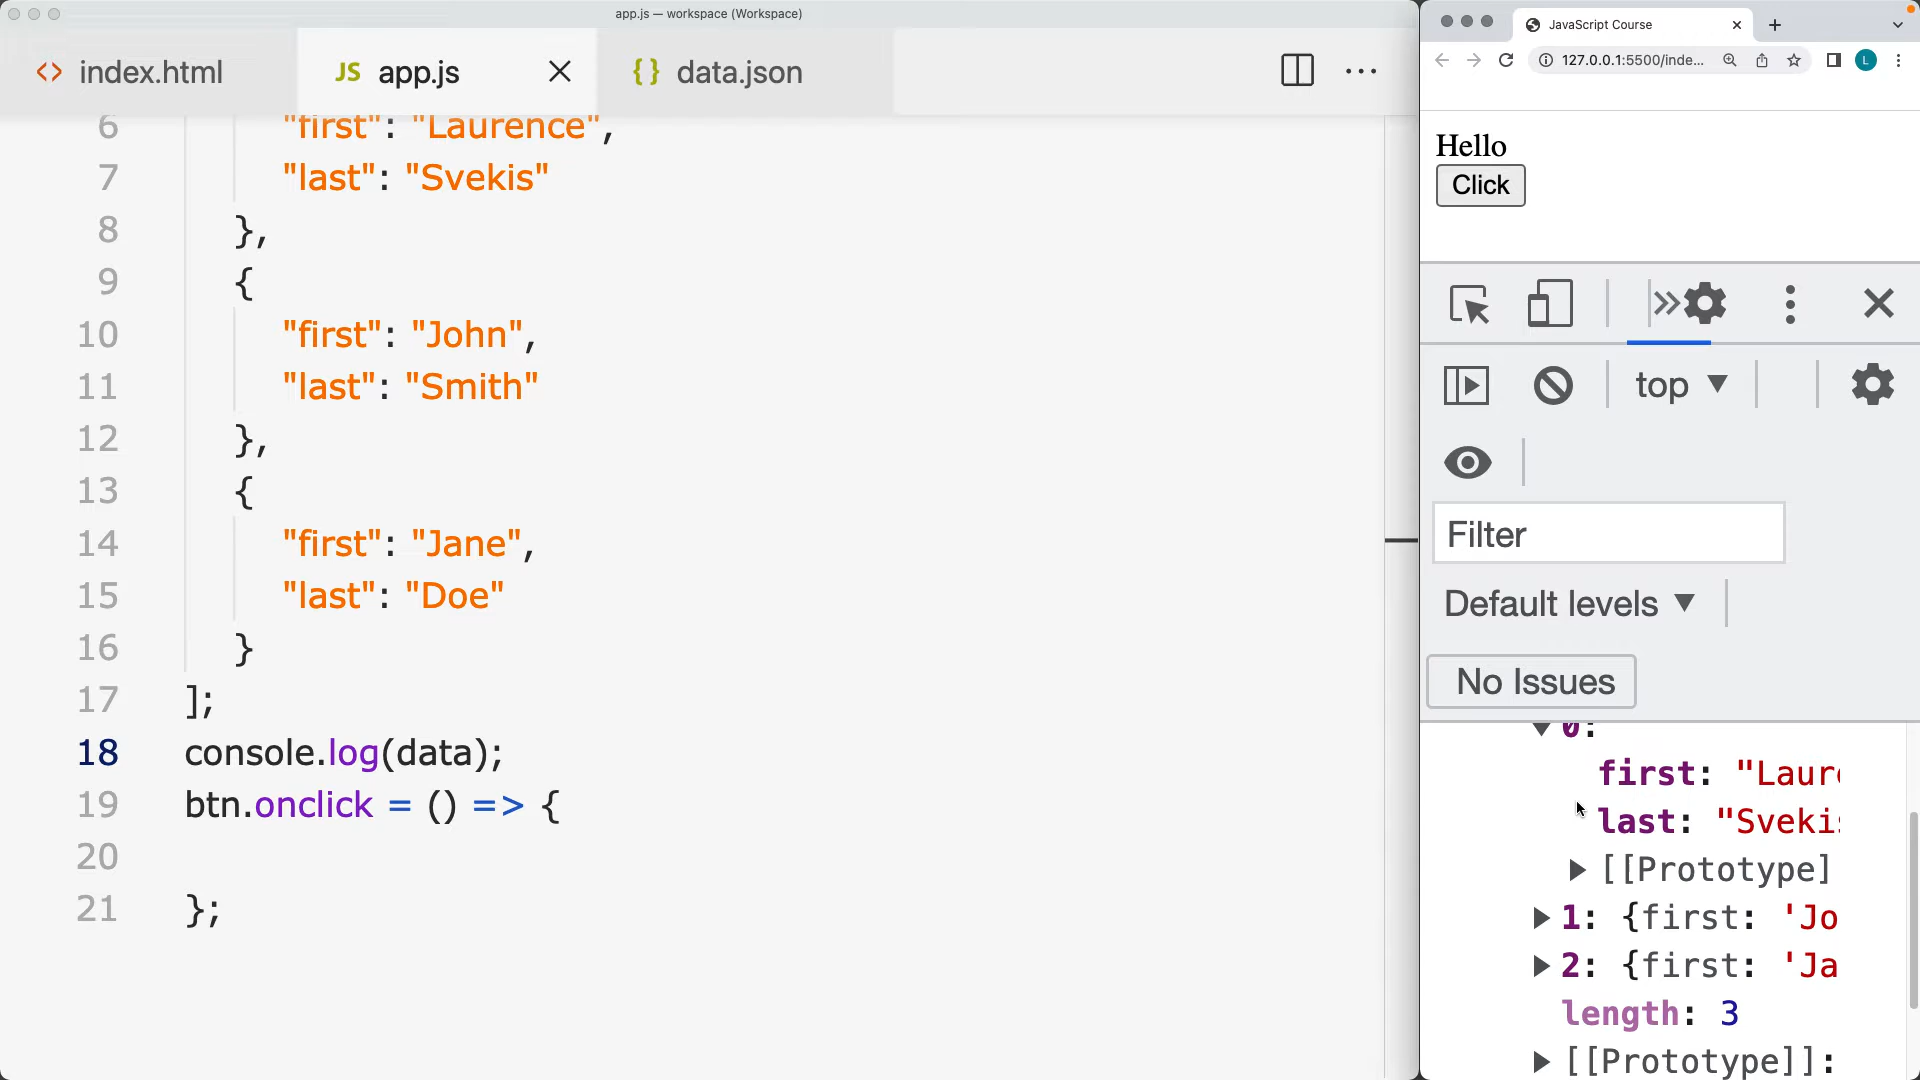 app.js — workspace (Workspace)
index.html
JS app.js
{} data.json
6 "first": "Laurence",
7 "last": "Svekis"
8 },
9 {
10 "first": "John",
11 "last": "Smith"
12 },
13 {
14 "first": "Jane",
15 "last": "Doe"
16 }
17 ];
18 console.log(data);
19 btn.onclick = () => {
20
21 };
JavaScript Course
127.0.0.1:5500/inde...
L
Hello
Click
top
Filter
Default levels
No Issues
0:
first: "Laure
last: "Svekis
[[Prototype]
1: {first: 'Jo
2: {first: 'Ja
length: 3
[[Prototype]]: